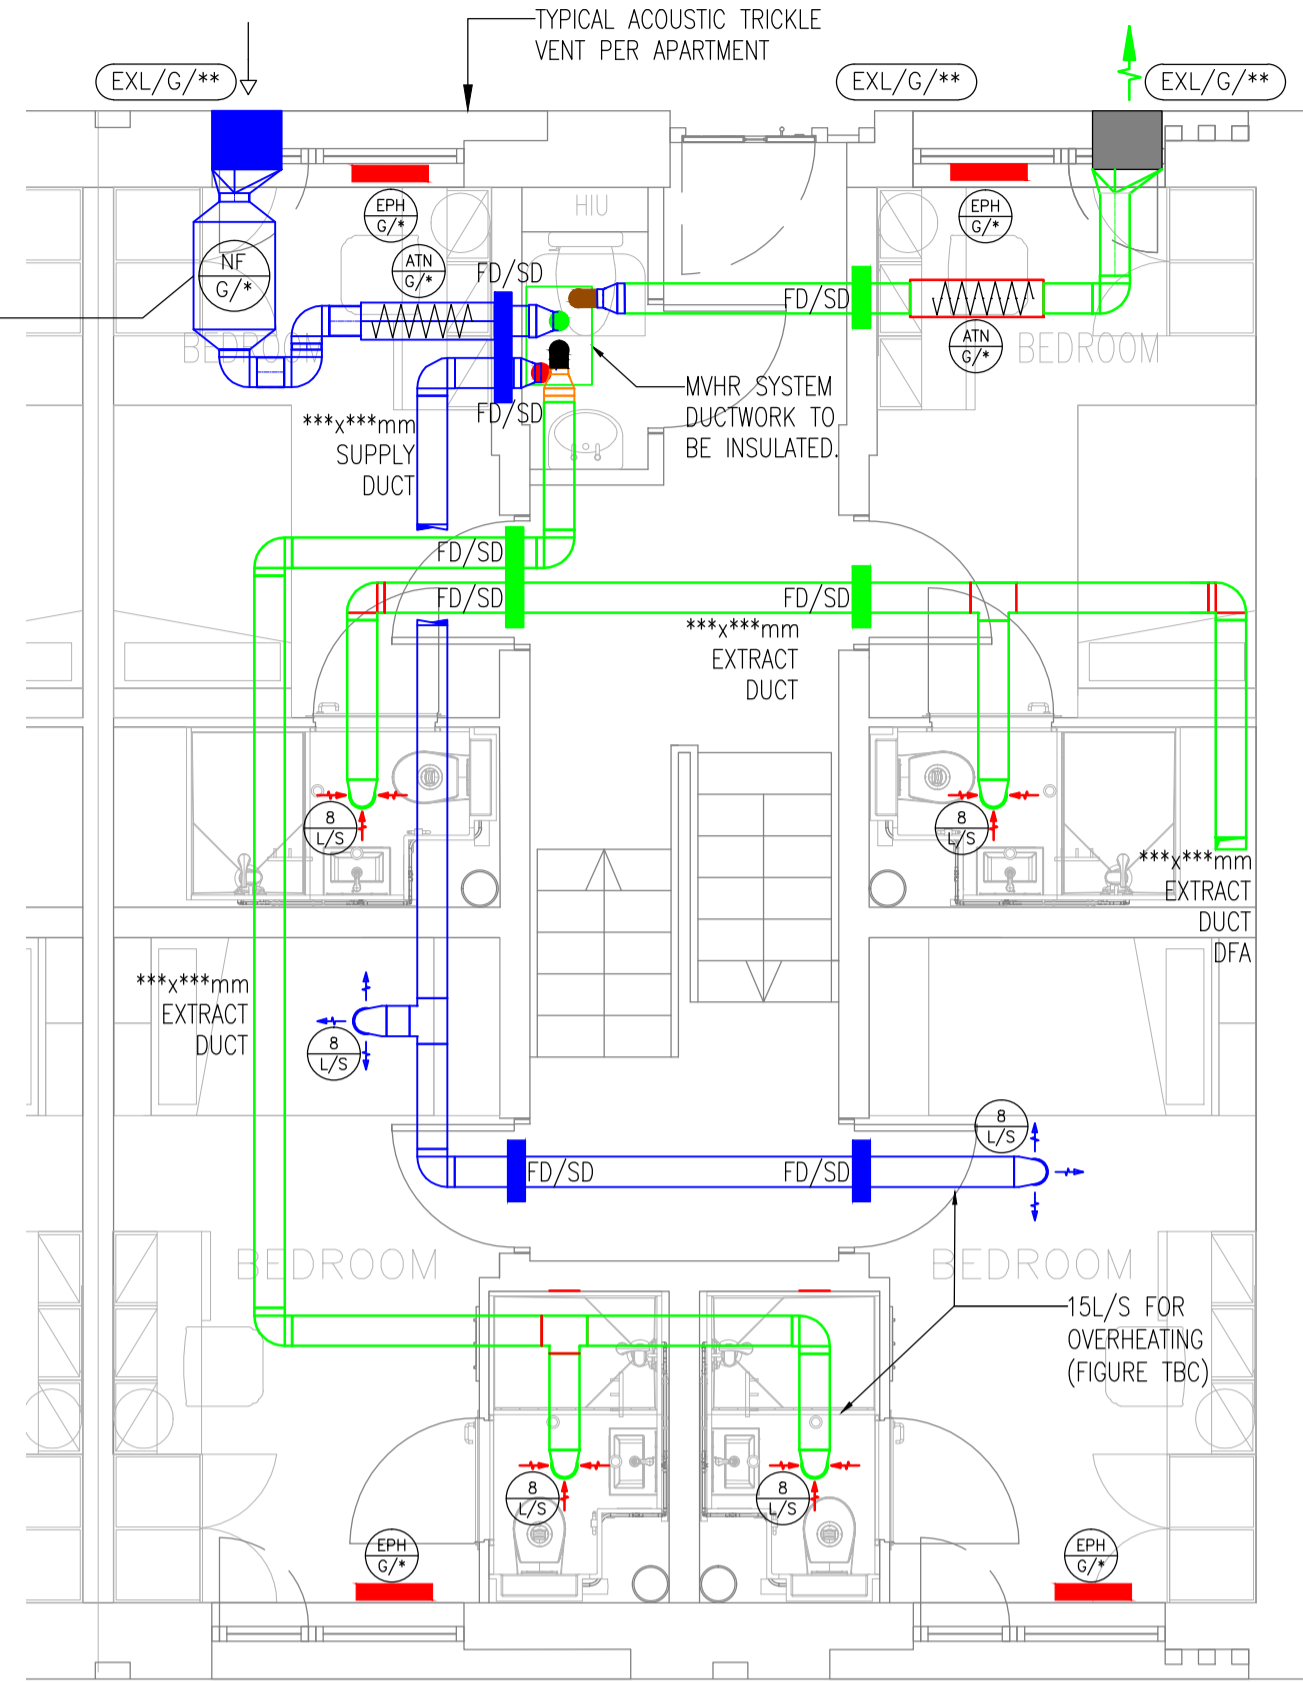 TYPICAL ACOUSTIC TRICKLE
VENT PER APARTMENT
EXL/G/**
EXL/G/**
EXL/G/**
EPH
G/*
HIU
EPH
G/*
NF
G/*
ATN
G/*
FD/SD
FD/SD
ATN
G/*
BEDROOM
BEDROOM
MVHR SYSTEM
DUCTWORK TO
BE INSULATED.
FD/SD
***x***mm
SUPPLY
DUCT
FD/SD
FD/SD
FD/SD
***x***mm
EXTRACT
DUCT
8
L/S
8
L/S
***x***mm
EXTRACT
DUCT
DFA
***x***mm
EXTRACT
DUCT
8
L/S
8
L/S
FD/SD
FD/SD
BEDROOM
BEDROOM
15L/S FOR
OVERHEATING
(FIGURE TBC)
8
L/S
8
L/S
EPH
G/*
EPH
G/*